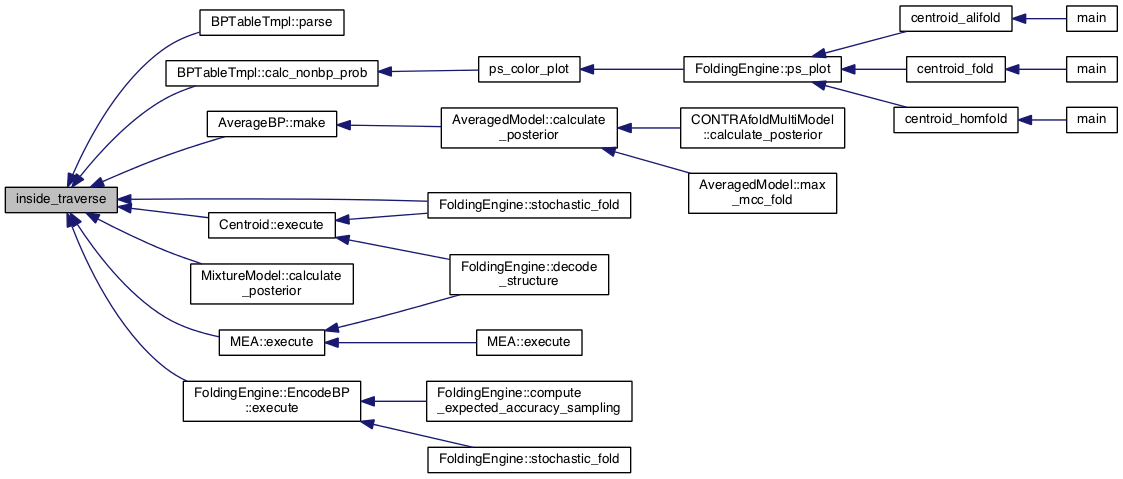 BPTableTmpl::parse
centroid_alifold
main
BPTableTmpl::calc_nonbp_prob
ps_color_plot
FoldingEngine::ps_plot
centroid_fold
main
AverageBP::make
AveragedModel::calculate
_posterior
CONTRAfoldMultiModel
::calculate_posterior
centroid_homfold
main
AveragedModel::max
_mcc_fold
inside_traverse
FoldingEngine::stochastic_fold
Centroid::execute
MixtureModel::calculate
_posterior
FoldingEngine::decode
_structure
MEA::execute
MEA::execute
FoldingEngine::EncodeBP
::execute
FoldingEngine::compute
_expected_accuracy_sampling
FoldingEngine::stochastic_fold